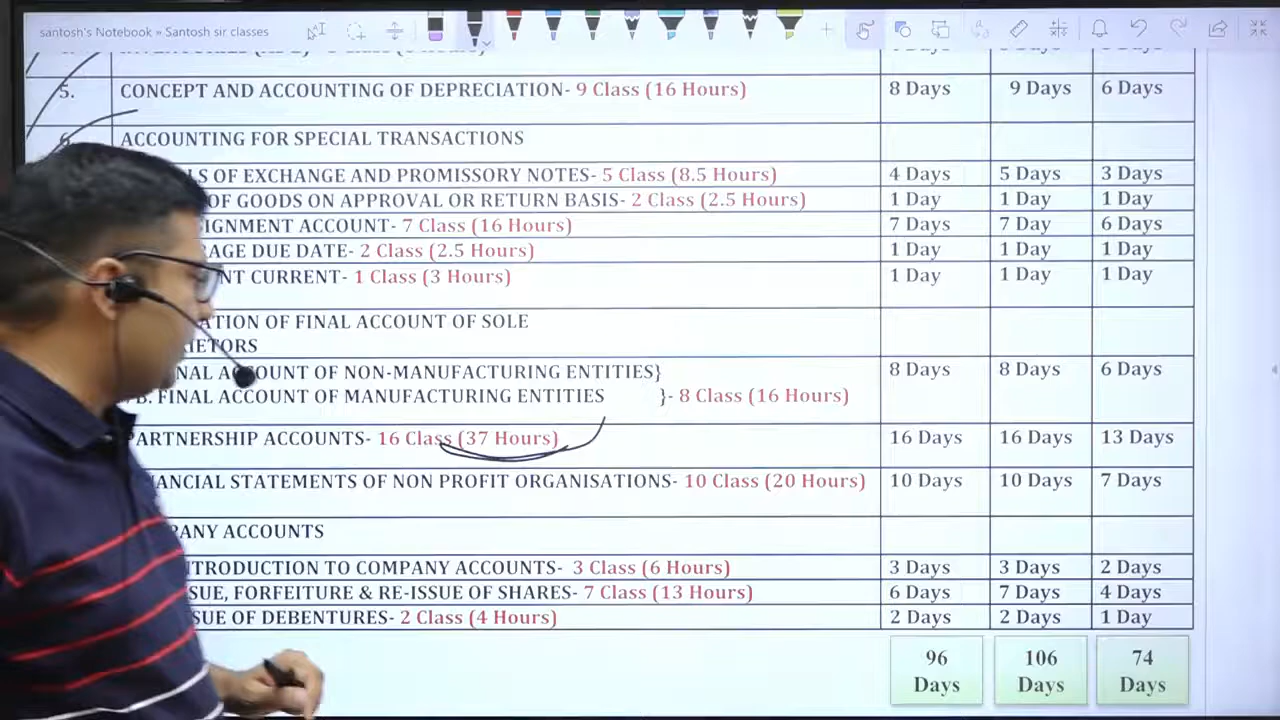 santosh's Notebook » Santosh sir classes
5. CONCEPT AND ACCOUNTING OF DEPRECIATION- 9 Class (16 Hours) 8 Days 9 Days 6 Days
6. ACCOUNTING FOR SPECIAL TRANSACTIONS
OF EXCHANGE AND PROMISSORY NOTES- 5 Class (8.5 Hours) 4 Days 5 Days 3 Days
OF GOODS ON APPROVAL OR RETURN BASIS- 2 Class (2.5 Hours) 1 Day 1 Day 1 Day
IGNMENT ACCOUNT- 7 Class (16 Hours) 7 Days 7 Day 6 Days
AGE DUE DATE- 2 Class (2.5 Hours) 1 Day 1 Day 1 Day
NT CURRENT- 1 Class (3 Hours) 1 Day 1 Day 1 Day
ATION OF FINAL ACCOUNT OF SOLE
RIETORS
NAL ACCOUNT OF NON-MANUFACTURING ENTITIES} 8 Days 8 Days 6 Days
B. FINAL ACCOUNT OF MANUFACTURING ENTITIES }- 8 Class (16 Hours)
PARTNERSHIP ACCOUNTS- 16 Class (37 Hours) 16 Days 16 Days 13 Days
ANCIAL STATEMENTS OF NON PROFIT ORGANISATIONS- 10 Class (20 Hours) 10 Days 10 Days 7 Days
PANY ACCOUNTS
NTRODUCTION TO COMPANY ACCOUNTS- 3 Class (6 Hours) 3 Days 3 Days 2 Days
SUE, FORFEITURE & RE-ISSUE OF SHARES- 7 Class (13 Hours) 6 Days 7 Days 4 Days
SUE OF DEBENTURES- 2 Class (4 Hours) 2 Days 2 Days 1 Day
96 Days 106 Days 74 Days